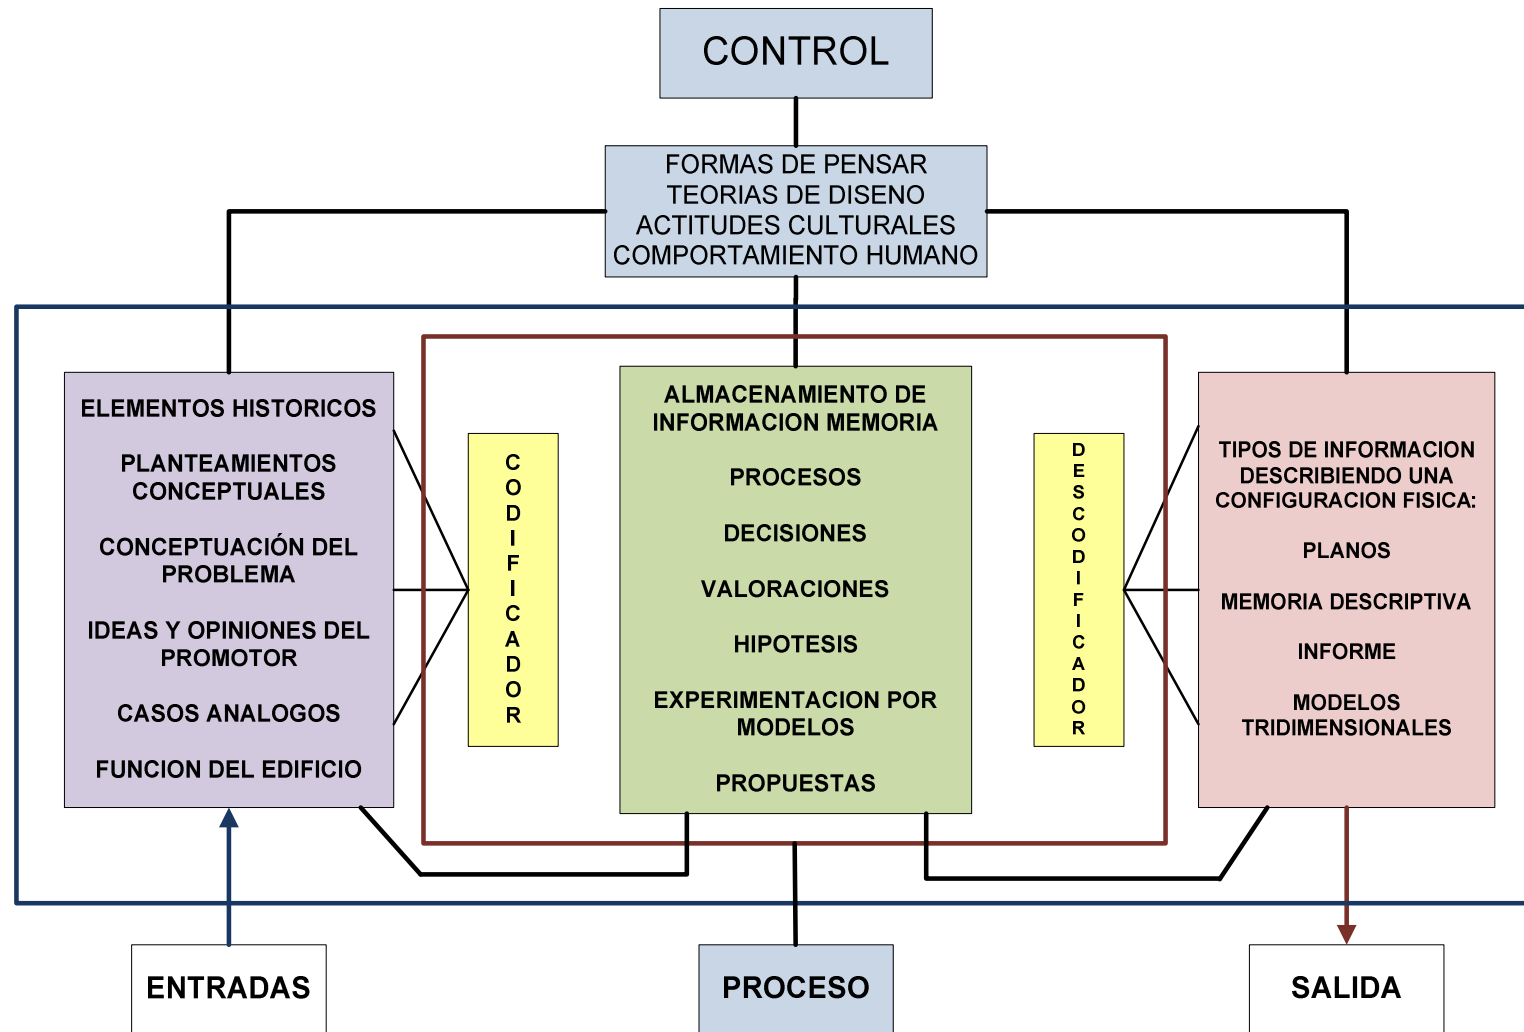 CONTROL
FORMAS DE PENSAR
TEORIAS DE DISENO
ACTITUDES CULTURALES
COMPORTAMIENTO HUMANO
ELEMENTOS HISTORICOS
PLANTEAMIENTOS
CONCEPTUALES
CONCEPTUACIÓN DEL
PROBLEMA
IDEAS Y OPINIONES DEL
PROMOTOR
CASOS ANALOGOS
FUNCION DEL EDIFICIO
CODIFICADOR
ALMACENAMIENTO DE
INFORMACION MEMORIA
PROCESOS
DECISIONES
VALORACIONES
HIPOTESIS
EXPERIMENTACION POR
MODELOS
PROPUESTAS
DESCODIFICADOR
TIPOS DE INFORMACION
DESCRIBIENDO UNA
CONFIGURACION FISICA:
PLANOS
MEMORIA DESCRIPTIVA
INFORME
MODELOS
TRIDIMENSIONALES
ENTRADAS
PROCESO
SALIDA